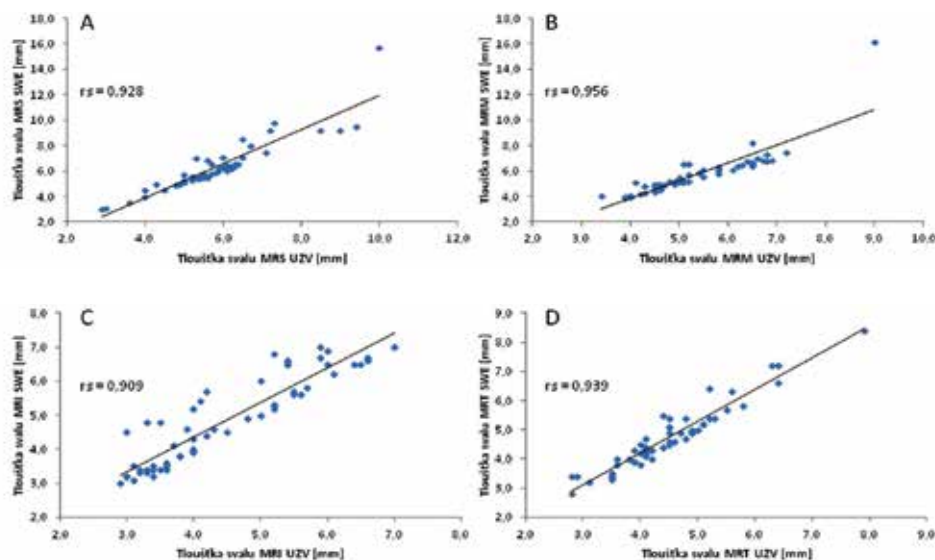 A
18,0
16,0
14,0
12,0
10,0
8,0
6,0
4,0
2,0
Tloušťka svalu MRS SWE [mm]
rs=0,928
2,0 4,0 6,0 8,0 10,0 12,0
Tloušťka svalu MRS UZV [mm]
B
18,0
16,0
14,0
12,0
10,0
8,0
6,0
4,0
2,0
Tloušťka svalu MRM SWE [mm]
rs=0,956
3,0 4,0 5,0 6,0 7,0 8,0 9,0 10,0
Tloušťka svalu MRM UZV [mm]
C
8,0
7,0
6,0
5,0
4,0
3,0
2,0
Tloušťka svalu MRI SWE [mm]
rs=0,909
2,0 3,0 4,0 5,0 6,0 7,0 8,0
Tloušťka svalu MRI UZV [mm]
D
9,0
8,0
7,0
6,0
5,0
4,0
3,0
2,0
Tloušťka svalu MRT SWE [mm]
rs=0,939
2,0 3,0 4,0 5,0 6,0 7,0 8,0 9,0
Tloušťka svalu MRT UZV [mm]